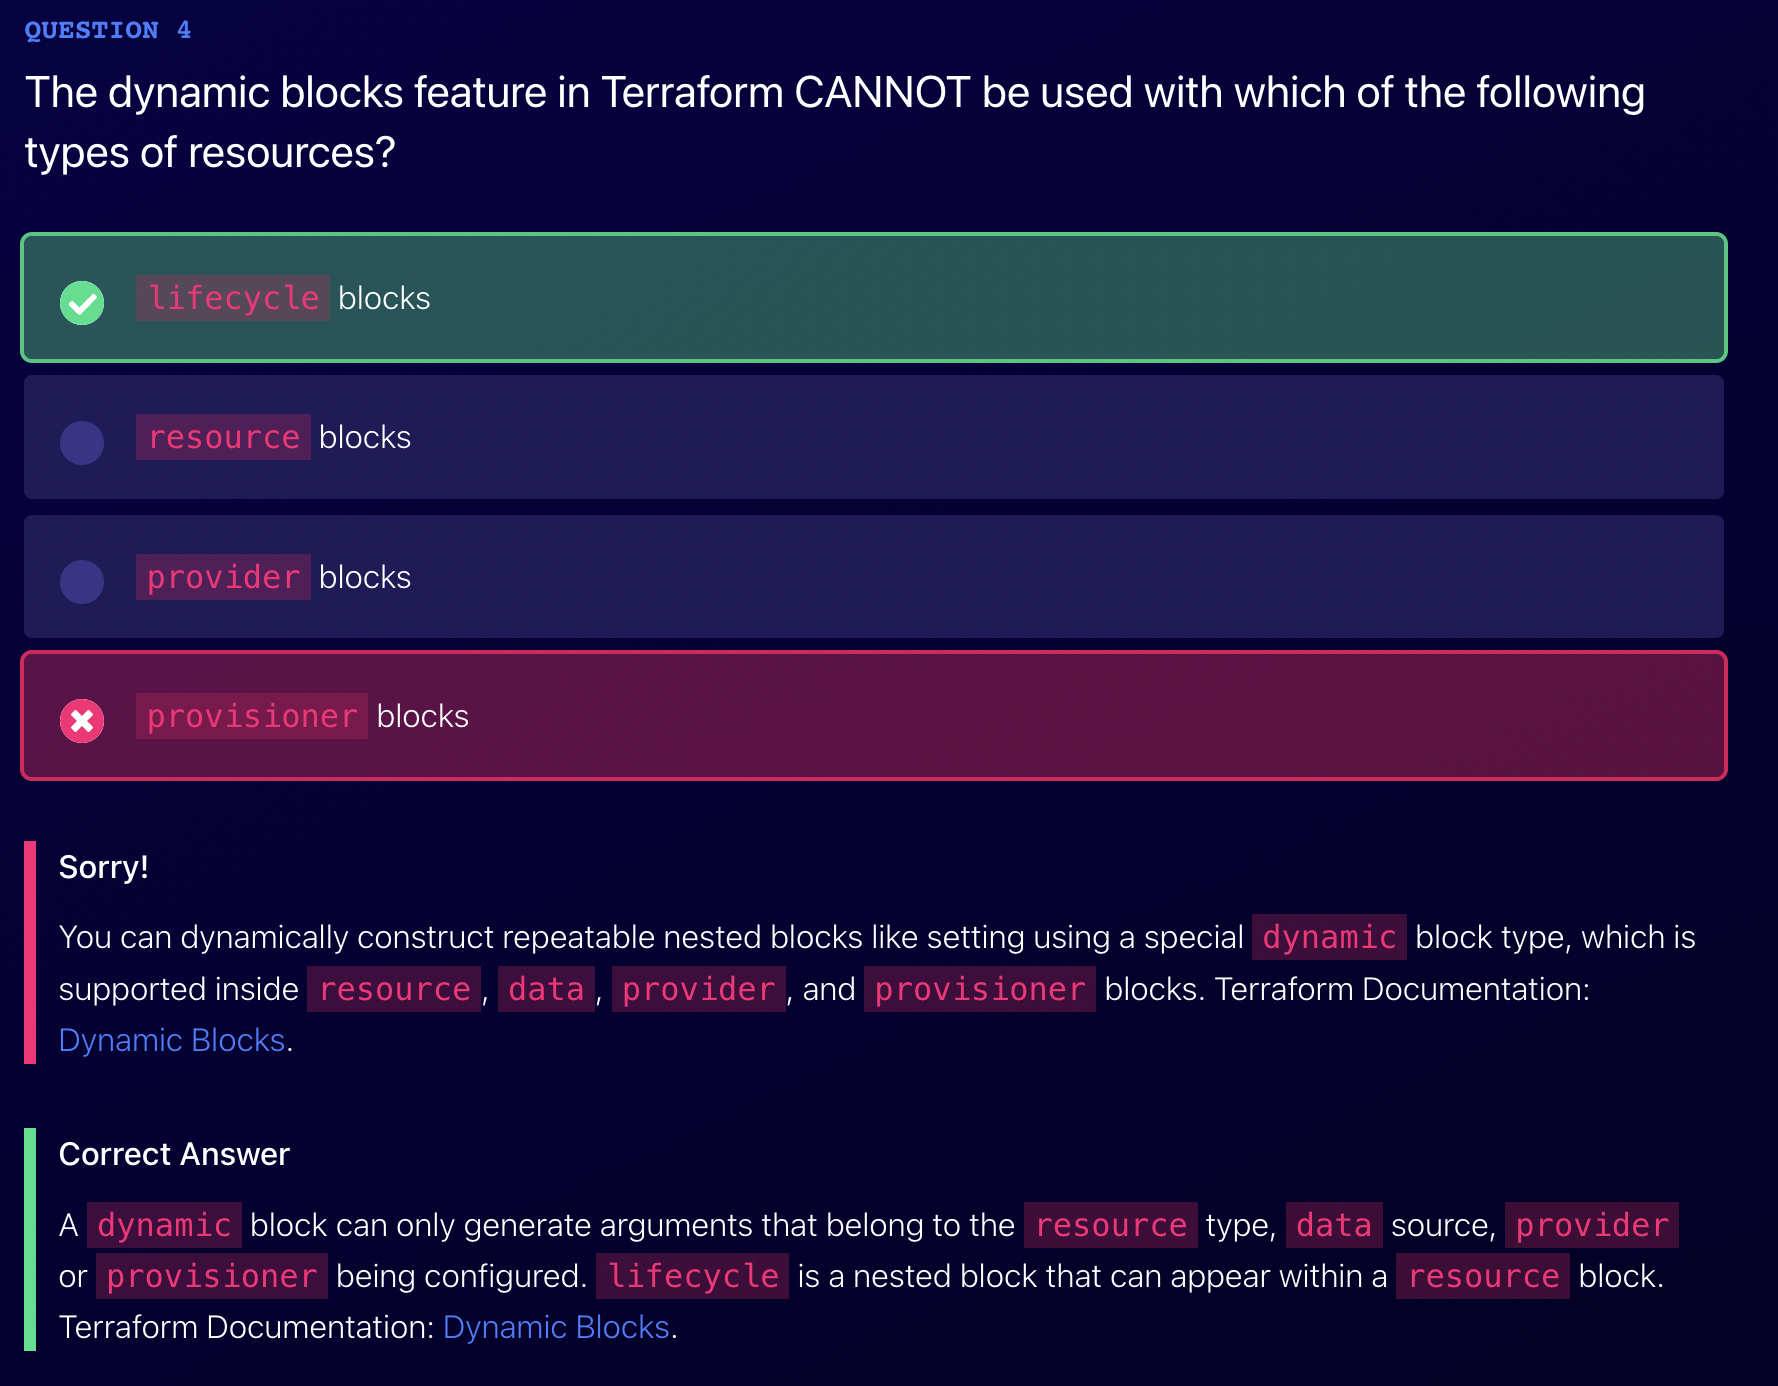 QUESTION 4
The dynamic blocks feature in Terraform CANNOT be used with which of the following
types of resources?
lifecycle blocks
resource blocks
provider blocks
provisioner blocks
Sorry!
You can dynamically construct repeatable nested blocks like setting using a special dynamic block type, which is
supported inside resource, data, provider, and provisioner blocks. Terraform Documentation:
Dynamic Blocks.
Correct Answer
A dynamic block can only generate arguments that belong to the resource type, data source, provider
or provisioner being configured. lifecycle is a nested block that can appear within a resource block.
Terraform Documentation: Dynamic Blocks.